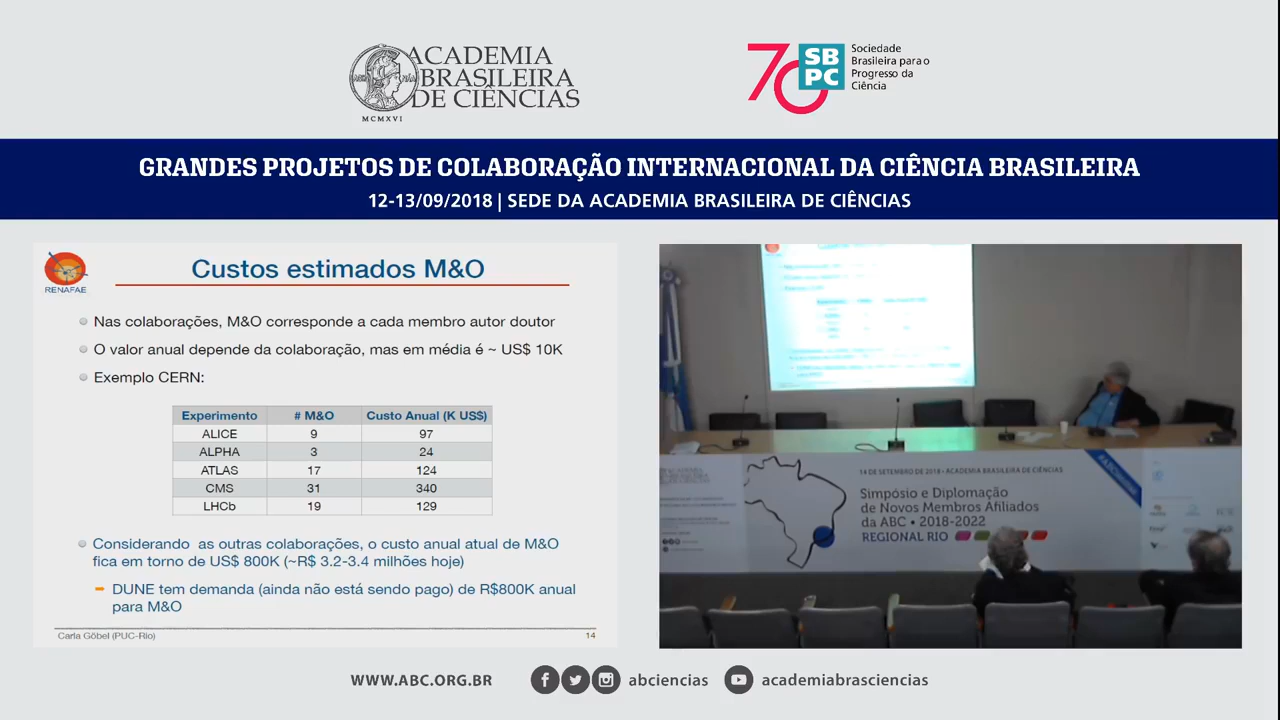 ACADEMIA
BRASILEIRA
DE CIÊNCIAS
MCMXVI
70
SB
PC
Sociedade
Brasileira para o
Progresso da
Ciência
GRANDES PROJETOS DE COLABORAÇÃO INTERNACIONAL DA CIÊNCIA BRASILEIRA
12-13/09/2018 | SEDE DA ACADEMIA BRASILEIRA DE CIÊNCIAS
RENAFAE
Custos estimados M&O
Nas colaborações, M&O corresponde a cada membro autor doutor
O valor anual depende da colaboração, mas em média é ~ US$ 10K
Exemplo CERN:
Experimento # M&O Custo Anual (K US$)
ALICE 9 97
ALPHA 3 24
ATLAS 17 124
CMS 31 340
LHCb 19 129
Considerando as outras colaborações, o custo anual atual de M&O
fica em torno de US$ 800K (~R$ 3.2-3.4 milhões hoje)
DUNE tem demanda (ainda não está sendo pago) de R$800K anual
para M&O
Carla Göbel (PUC-Rio) 14
14 DE SETEMBRO DE 2018 • ACADEMIA BRASILEIRA DE CIÊNCIAS
Simpósio e Diplomação
de Novos Membros Afiliados
da ABC • 2018-2022
REGIONAL RIO
WWW.ABC.ORG.BR
abciencias
academiabrasciencias